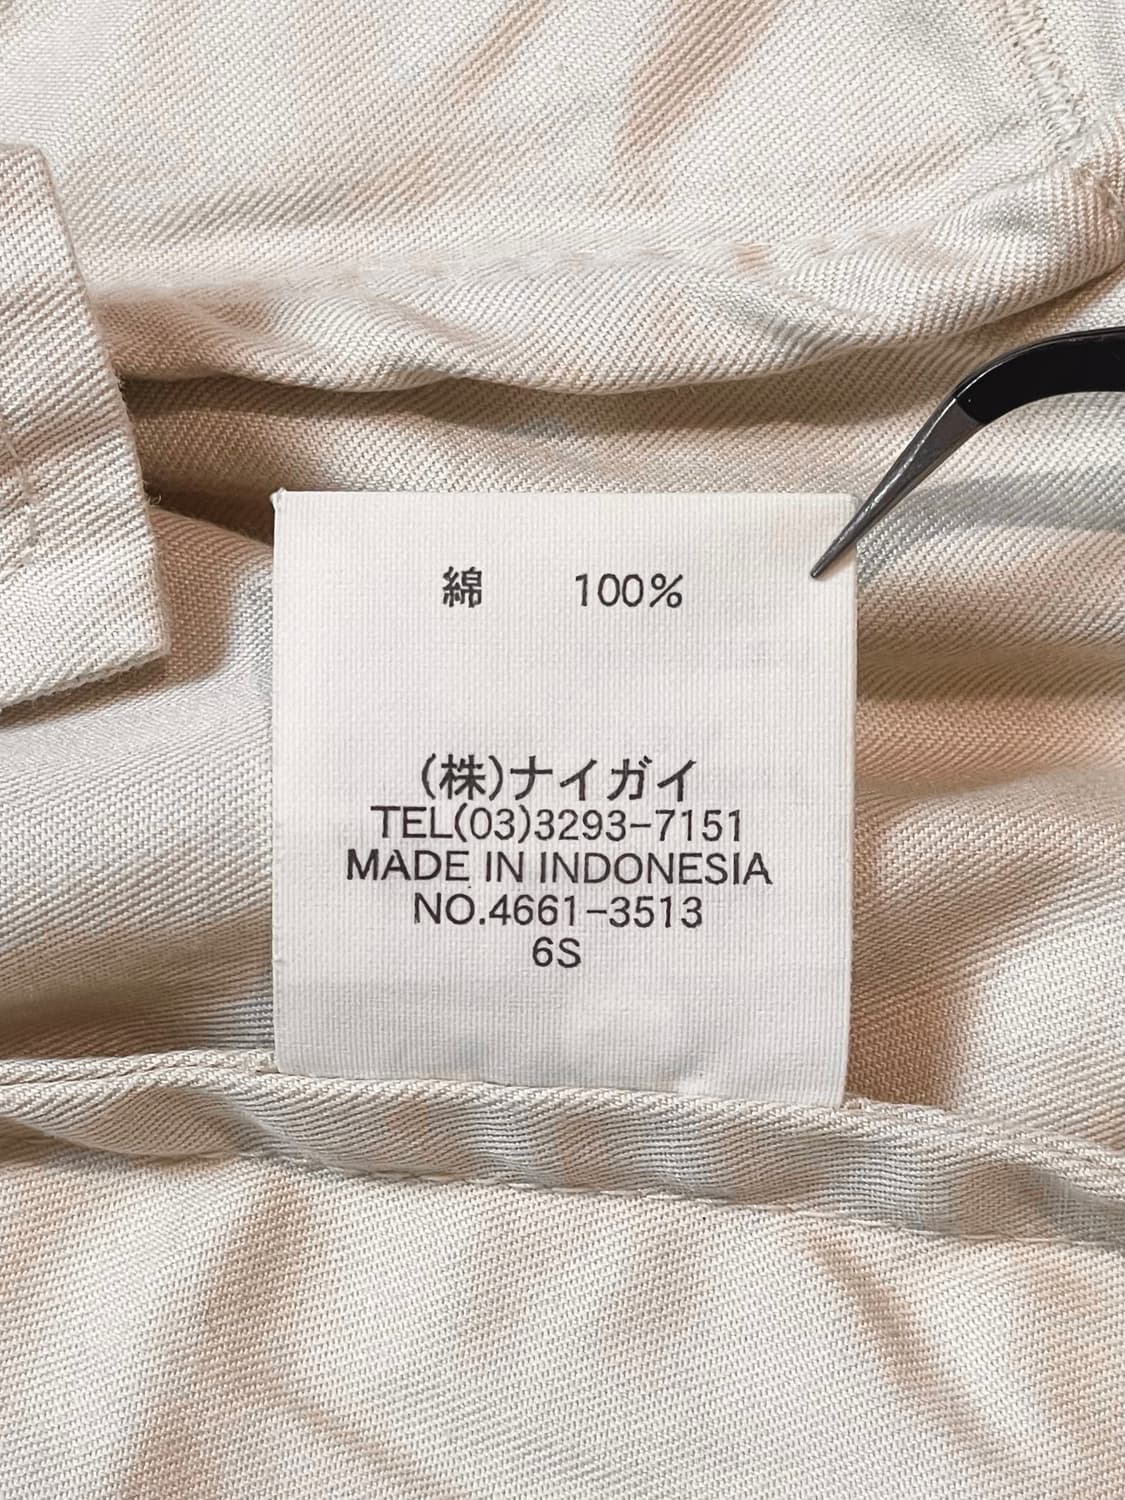 綿 100%
(株)ナイガイ
TEL(03)3293-7151
MADE IN INDONESIA
NO.4661-3513
6S